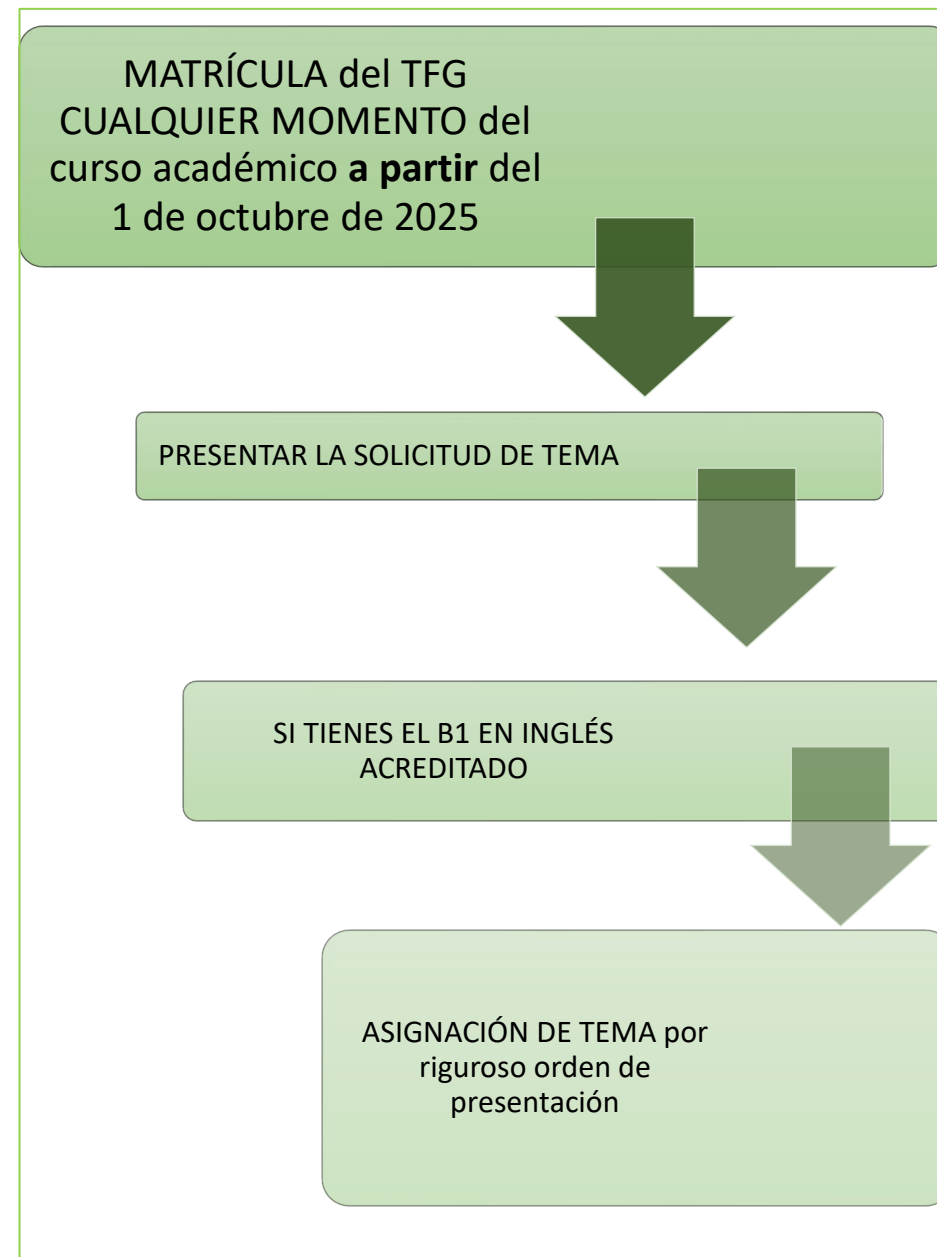 MATRÍCULA del TFG
CUALQUIER MOMENTO del
curso académico a partir del
1 de octubre de 2025
PRESENTAR LA SOLICITUD DE TEMA
SI TIENES EL B1 EN INGLÉS
ACREDITADO
ASIGNACIÓN DE TEMA por
riguroso orden de
presentación